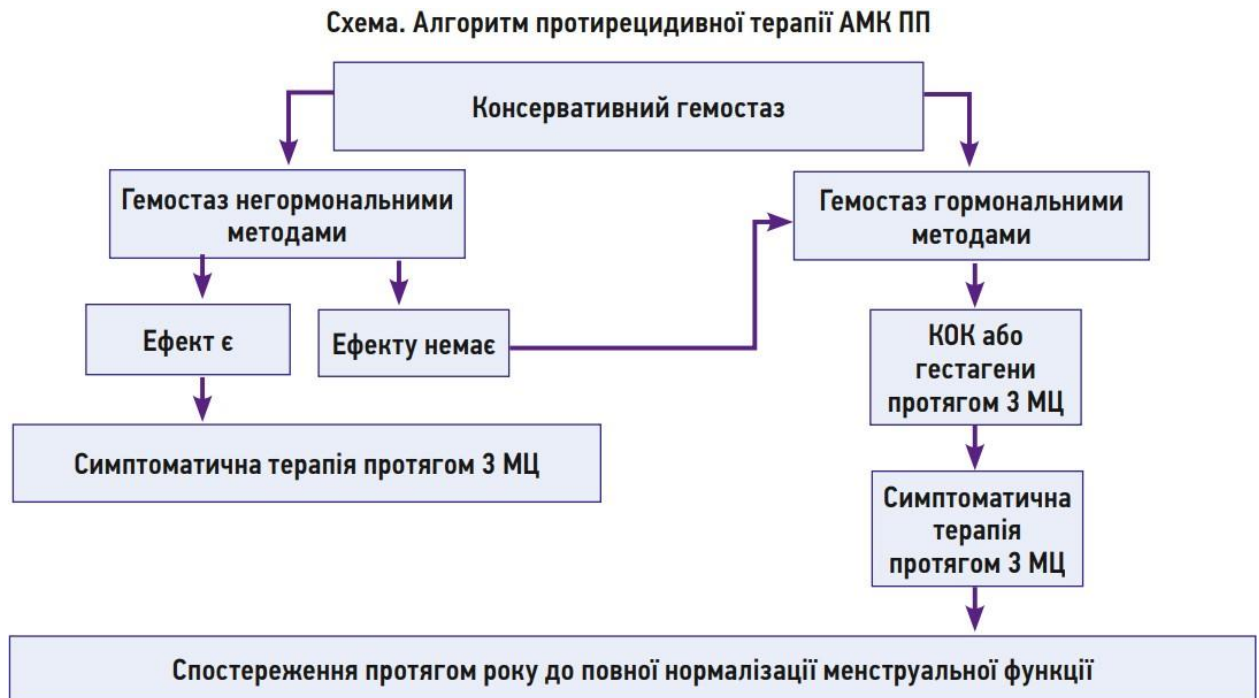 Схема. Алгоритм протирецидивної терапії АМК ПП
Консервативний гемостаз
Гемостаз негормональними
методами
Гемостаз гормональними
методами
Ефект є
Ефекту немає
КОК або
гестагени
протягом 3 МЦ
Симптоматична терапія протягом 3 МЦ
Симптоматична
терапія
протягом 3 МЦ
Спостереження протягом року до повної нормалізації менструальної функції